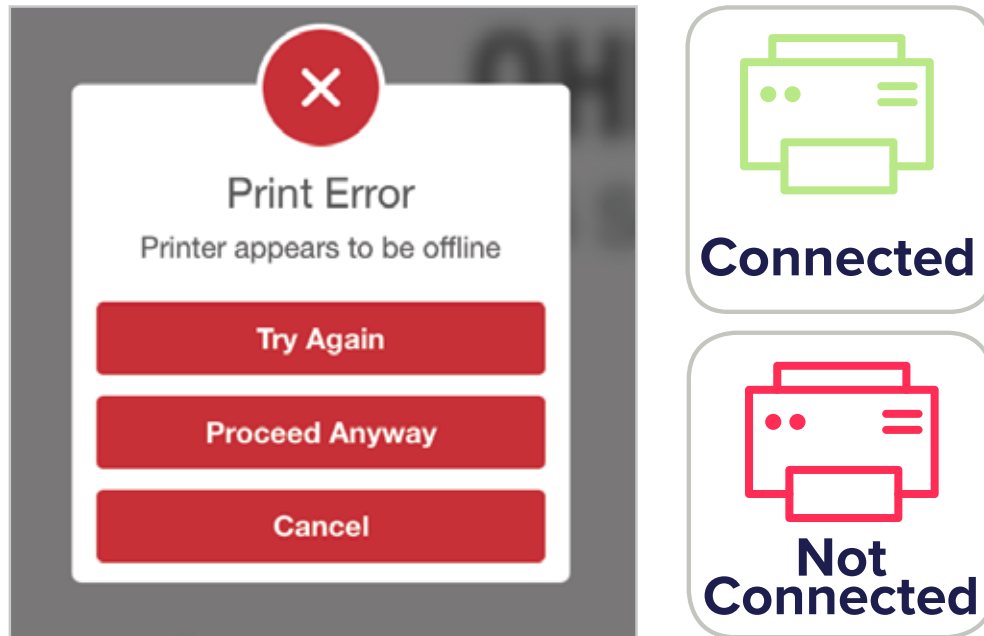 Print Error
Printer appears to be offline
Try Again
Proceed Anyway
Cancel
Connected
Not
Connected